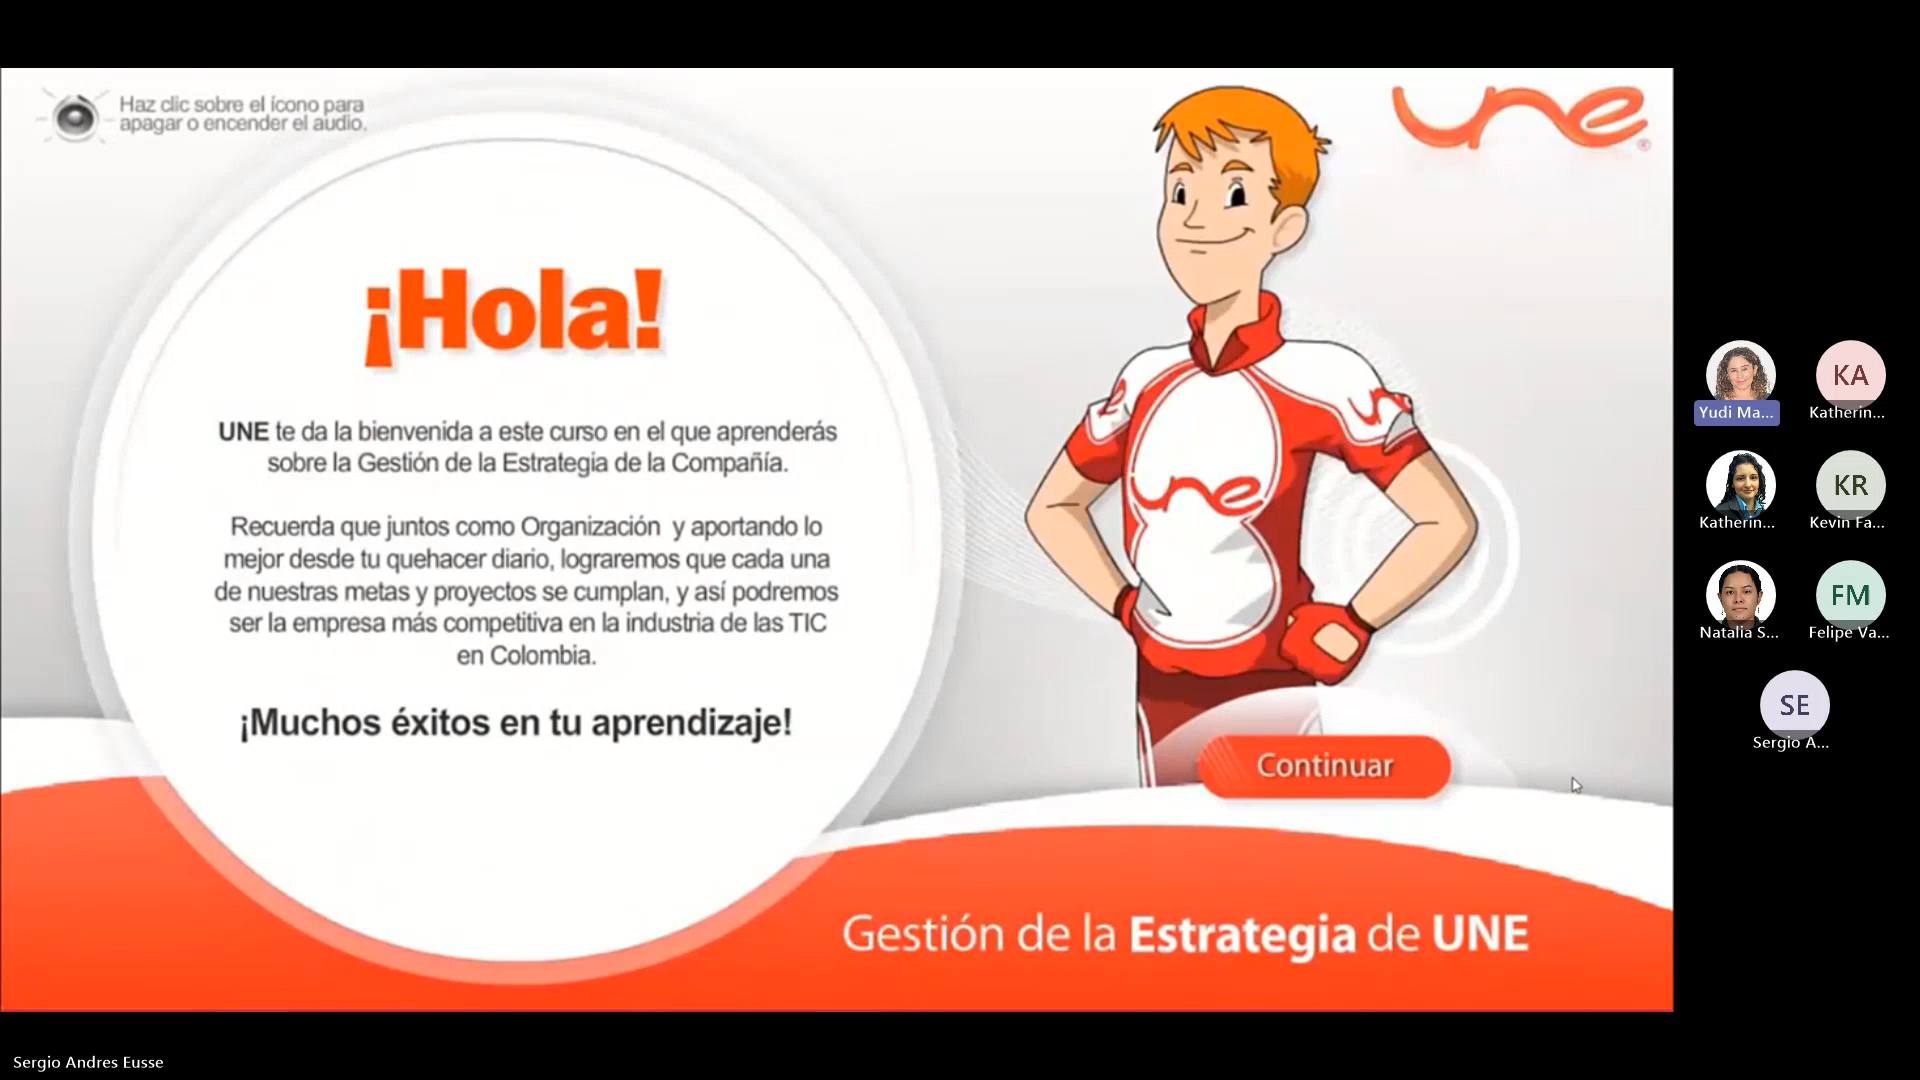 Haz clic sobre el ícono para
apagar o encender el audio.
une
¡Hola!
UNE te da la bienvenida a este curso en el que aprenderás
sobre la Gestión de la Estrategia de la Compañía.
Recuerda que juntos como Organización y aportando lo
mejor desde tu quehacer diario, lograremos que cada una
de nuestras metas y proyectos se cumplan, y así podremos
ser la empresa más competitiva en la industria de las TIC
en Colombia.
¡Muchos éxitos en tu aprendizaje!
une
une
Continuar
Gestión de la Estrategia de UNE
Yudi Ma...
KA
Katherin...
Katherin...
KR
Kevin Fa...
Natalia S...
FM
Felipe Va...
SE
Sergio A...
Sergio Andres Eusse